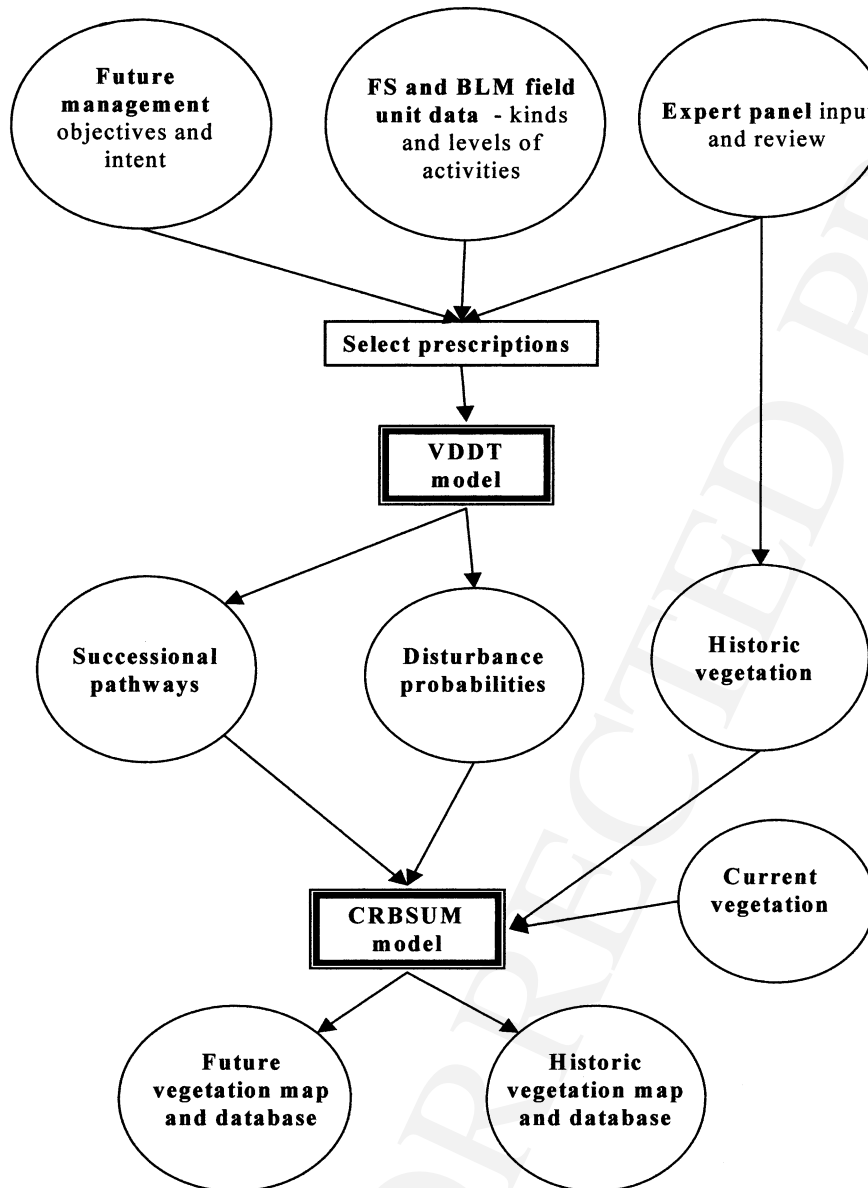 Future
management
objectives and
intent
FS and BLM field
unit data - kinds
and levels of
activities
Expert panel inpu
and review
Select prescriptions
VDDT
model
Successional
pathways
Disturbance
probabilities
Historic
vegetation
Current
vegetation
CRBSUM
model
Future
vegetation map
and database
Historic
vegetation map
and database
ORRECTED P